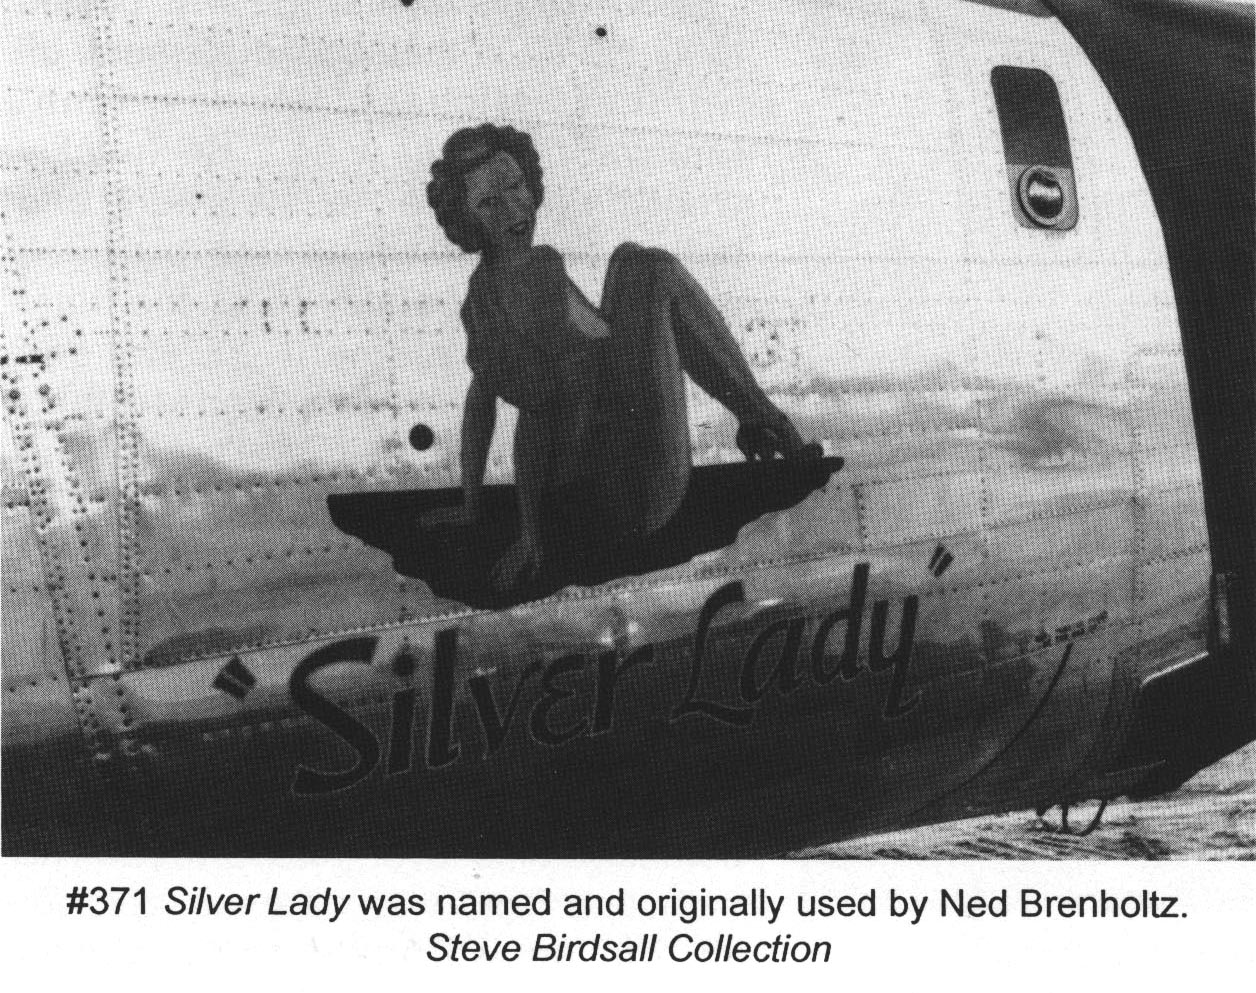 "Silver Lady"
#371 Silver Lady was named and originally used by Ned Brenholtz.
Steve Birdsall Collection